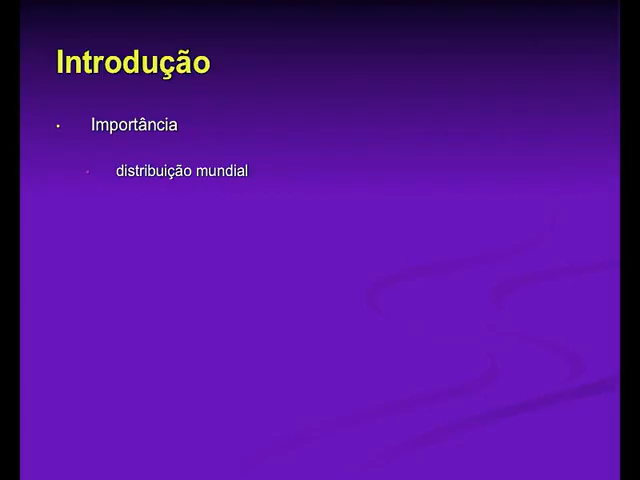 Introdução
• Importância
• distribuição mundial